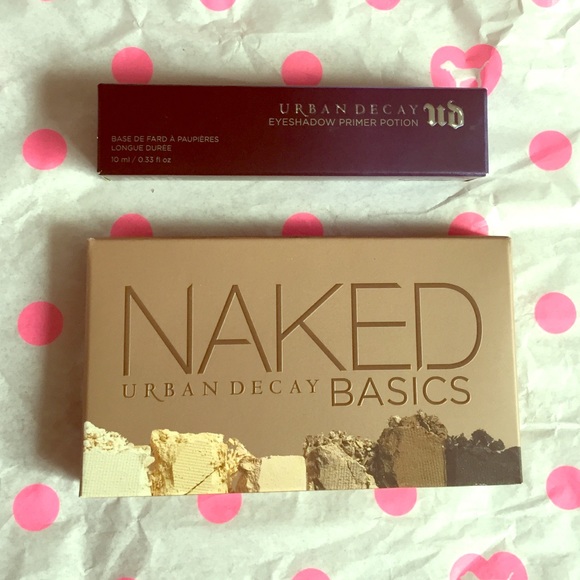 URBAN DECAY
EYESHADOW PRIMER POTION
ud
BASE DE FARD À PAUPIÈRES
LONGUE DURÉE
10 ml / 0.33 fl oz
NAKED
URBAN DECAY BASICS